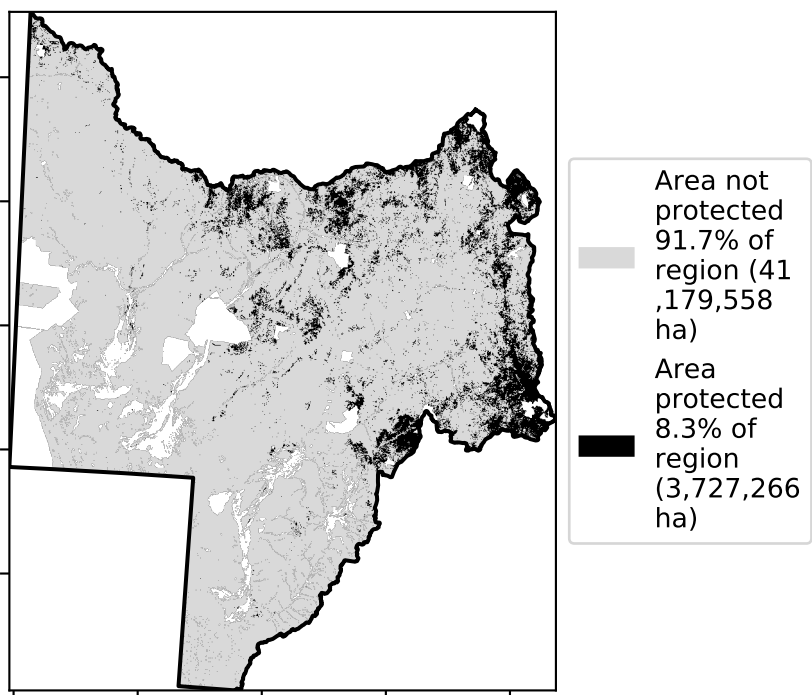 Area not
protected
91.7% of
region (41
,179,558
ha)
Area
protected
8.3% of
region
(3,727,266
ha)